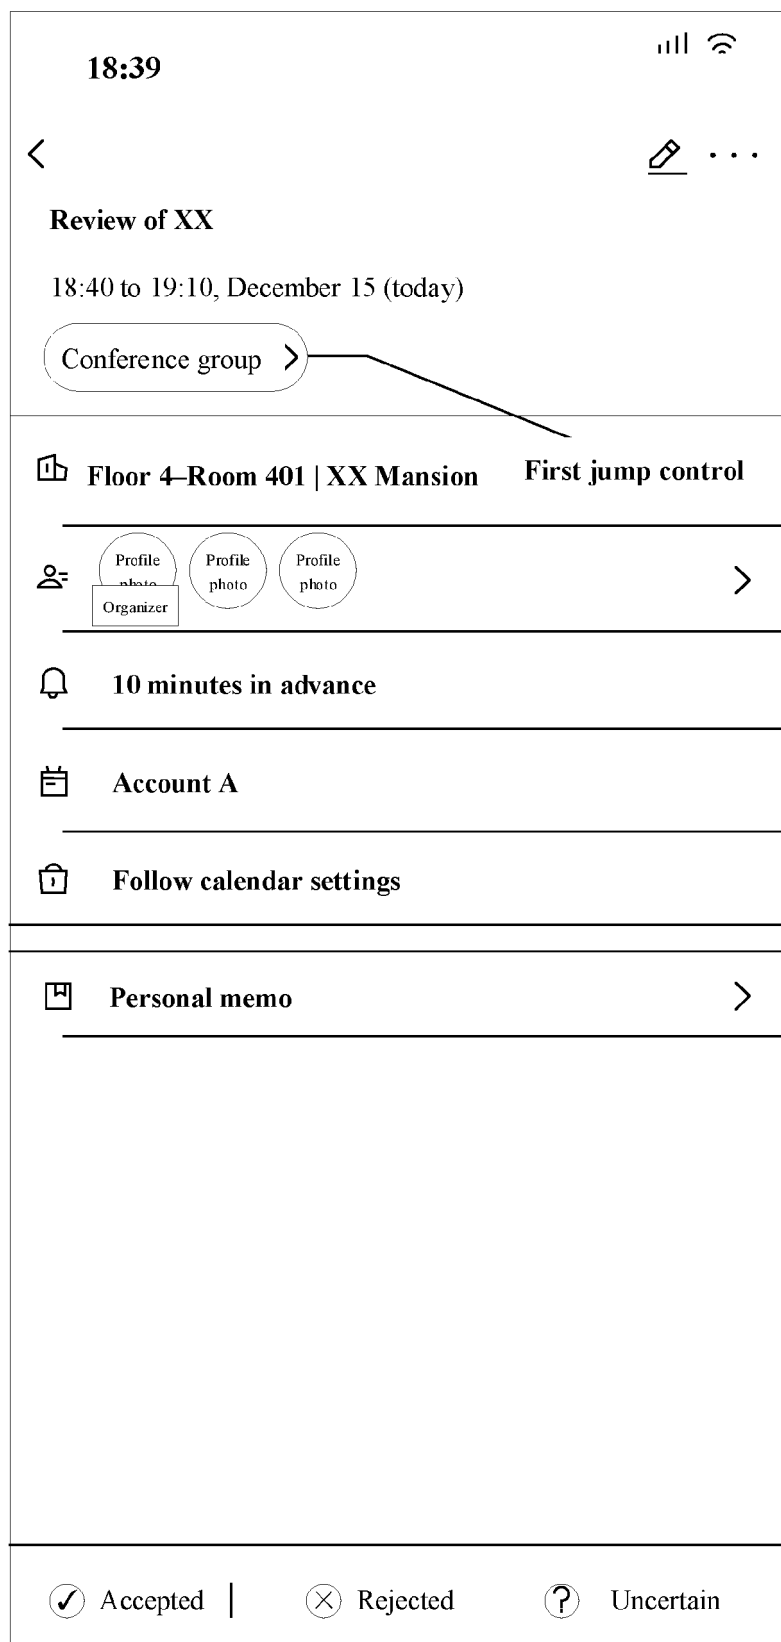 18:39
Review of XX
18:40 to 19:10, December 15 (today)
Conference group
First jump control
Floor 4–Room 401 | XX Mansion
Profile photo
Organizer
Profile photo
Profile photo
10 minutes in advance
Account A
Follow calendar settings
Personal memo
Accepted | Rejected Uncertain